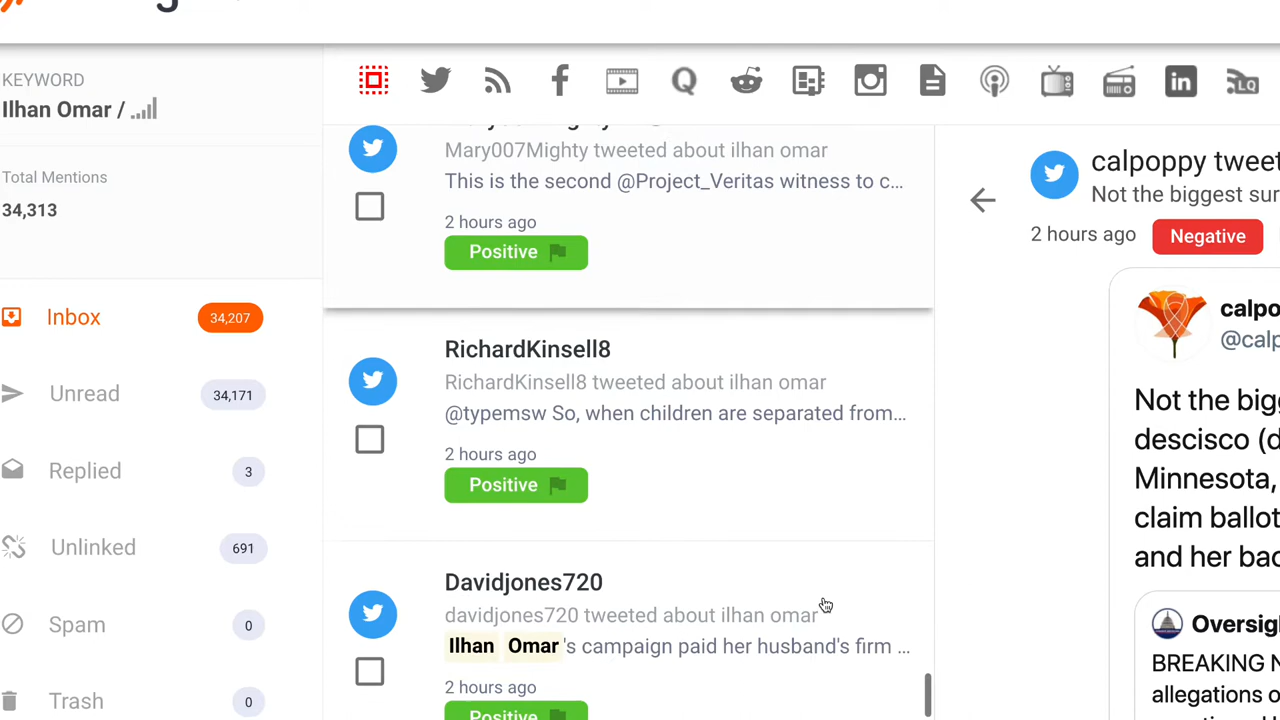 KEYWORD
Ilhan Omar /
Total Mentions
34,313
Inbox 34,207
Unread 34,171
Replied 3
Unlinked 691
Spam 0
Trash 0
Q
in
LQ
Mary007Mighty tweeted about ilhan omar
This is the second @Project_Veritas witness to c...
2 hours ago
Positive
RichardKinsell8
RichardKinsell8 tweeted about ilhan omar
@typemsw So, when children are separated from...
2 hours ago
Positive
Davidjones720
davidjones720 tweeted about ilhan omar
Ilhan Omar's campaign paid her husband's firm ...
2 hours ago
Positive
calpoppy tweet
Not the biggest sur
2 hours ago Negative
calpo
@calp
Not the big
descisco (d
Minnesota,
claim ballot
and her bac
Oversigh
BREAKING N
allegations o